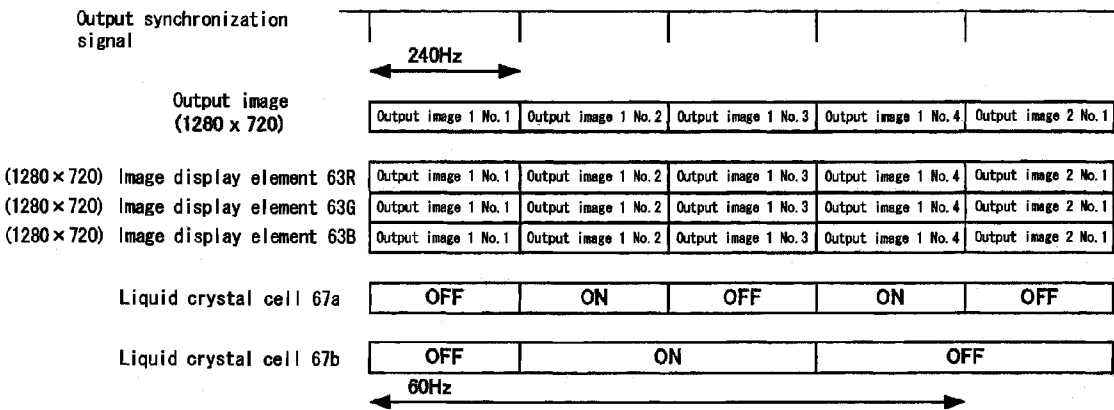 Output synchronization
signal
240Hz
Output image
(1280 x 720)
Output image 1 No.1 Output image 1 No.2 Output image 1 No.3 Output image 1 No.4 Output image 2 No.1
(1280×720) Image display element 63R Output image 1 No.1 Output image 1 No.2 Output image 1 No.3 Output image 1 No.4 Output image 2 No.1
(1280×720) Image display element 63G Output image 1 No.1 Output image 1 No.2 Output image 1 No.3 Output image 1 No.4 Output image 2 No.1
(1280×720) Image display element 63B Output image 1 No.1 Output image 1 No.2 Output image 1 No.3 Output image 1 No.4 Output image 2 No.1
Liquid crystal cell 67a OFF ON OFF ON OFF
Liquid crystal cell 67b OFF ON OFF
60Hz